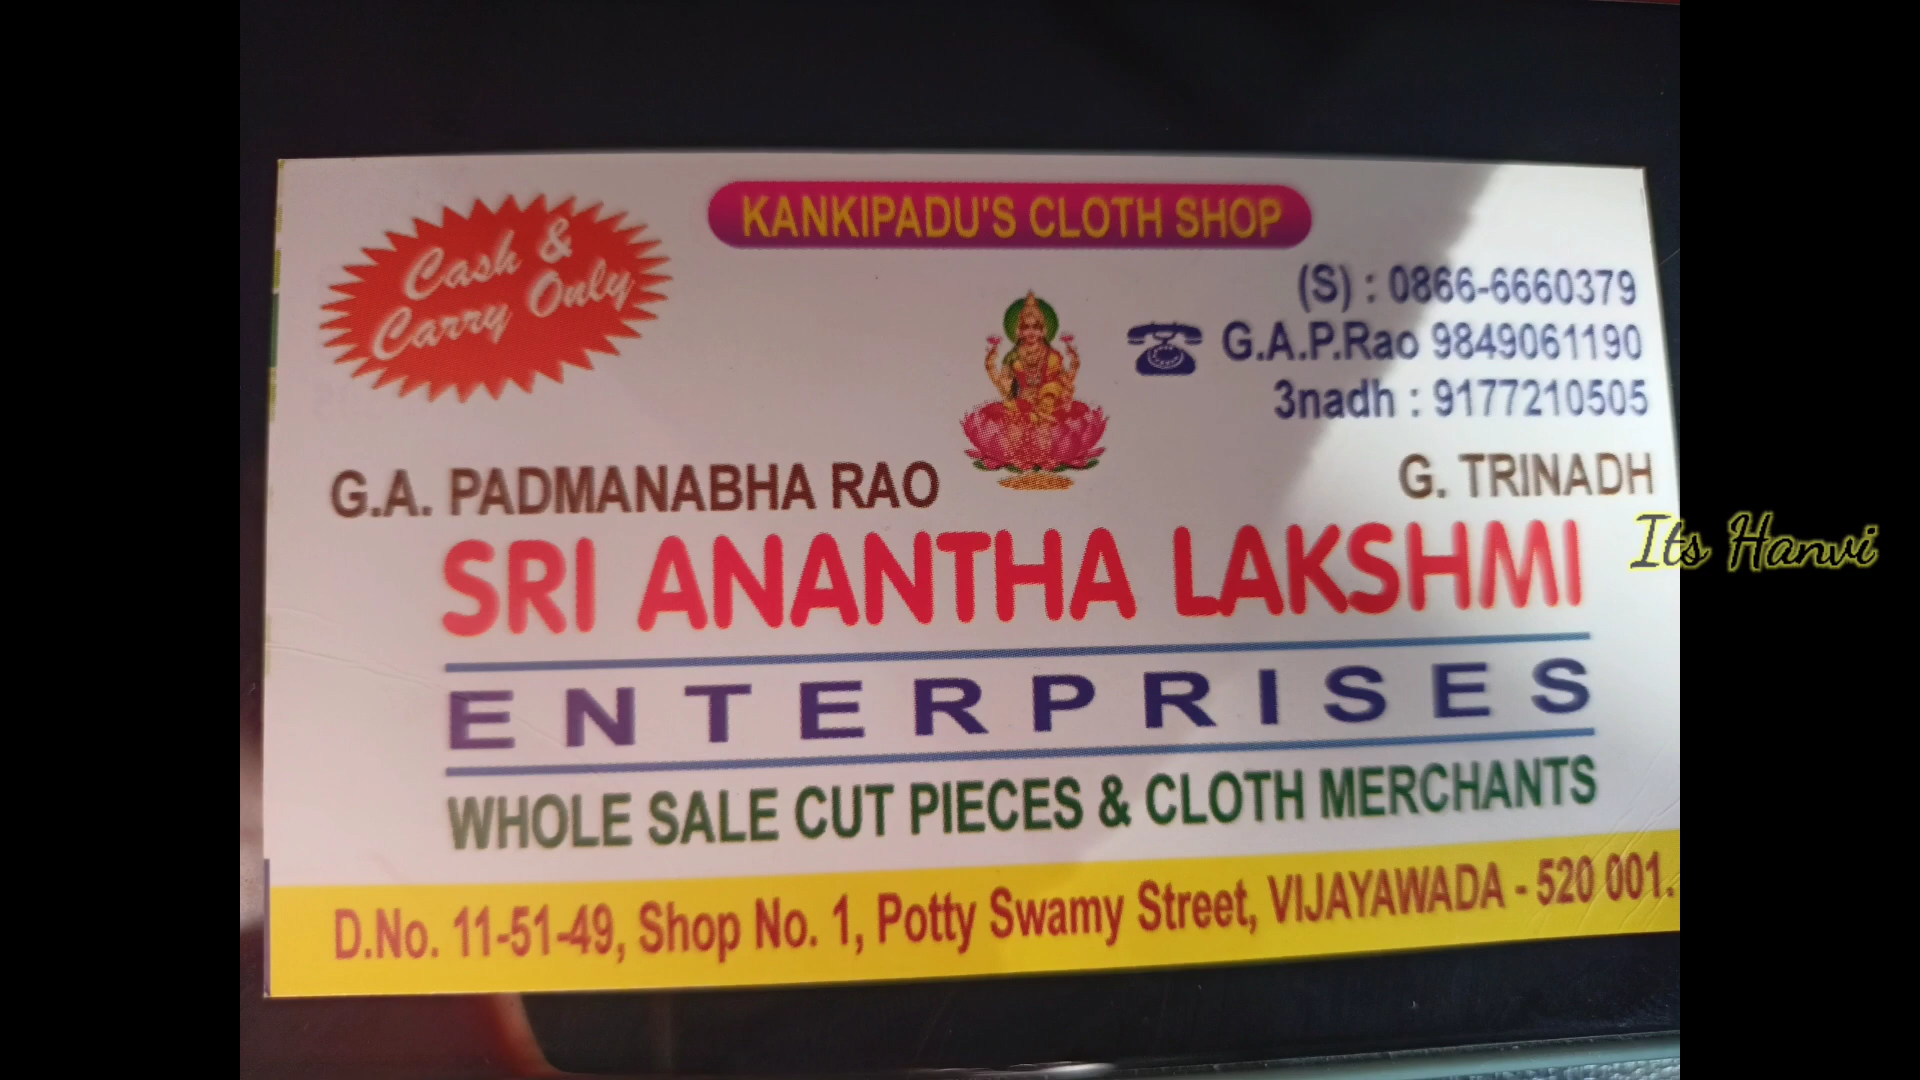 KANKIPADU'S CLOTH SHOP
Cash &
Carry Only
(S) : 0866-6660379
G.A.P.Rao 9849061190
3nadh : 9177210505
G.A. PADMANABHA RAO
G. TRINADH
SRI ANANTHA LAKSHMI
ENTERPRISES
WHOLE SALE CUT PIECES & CLOTH MERCHANTS
D.No. 11-51-49, Shop No. 1, Potty Swamy Street, VIJAYAWADA - 520 001.
Its Hanvi